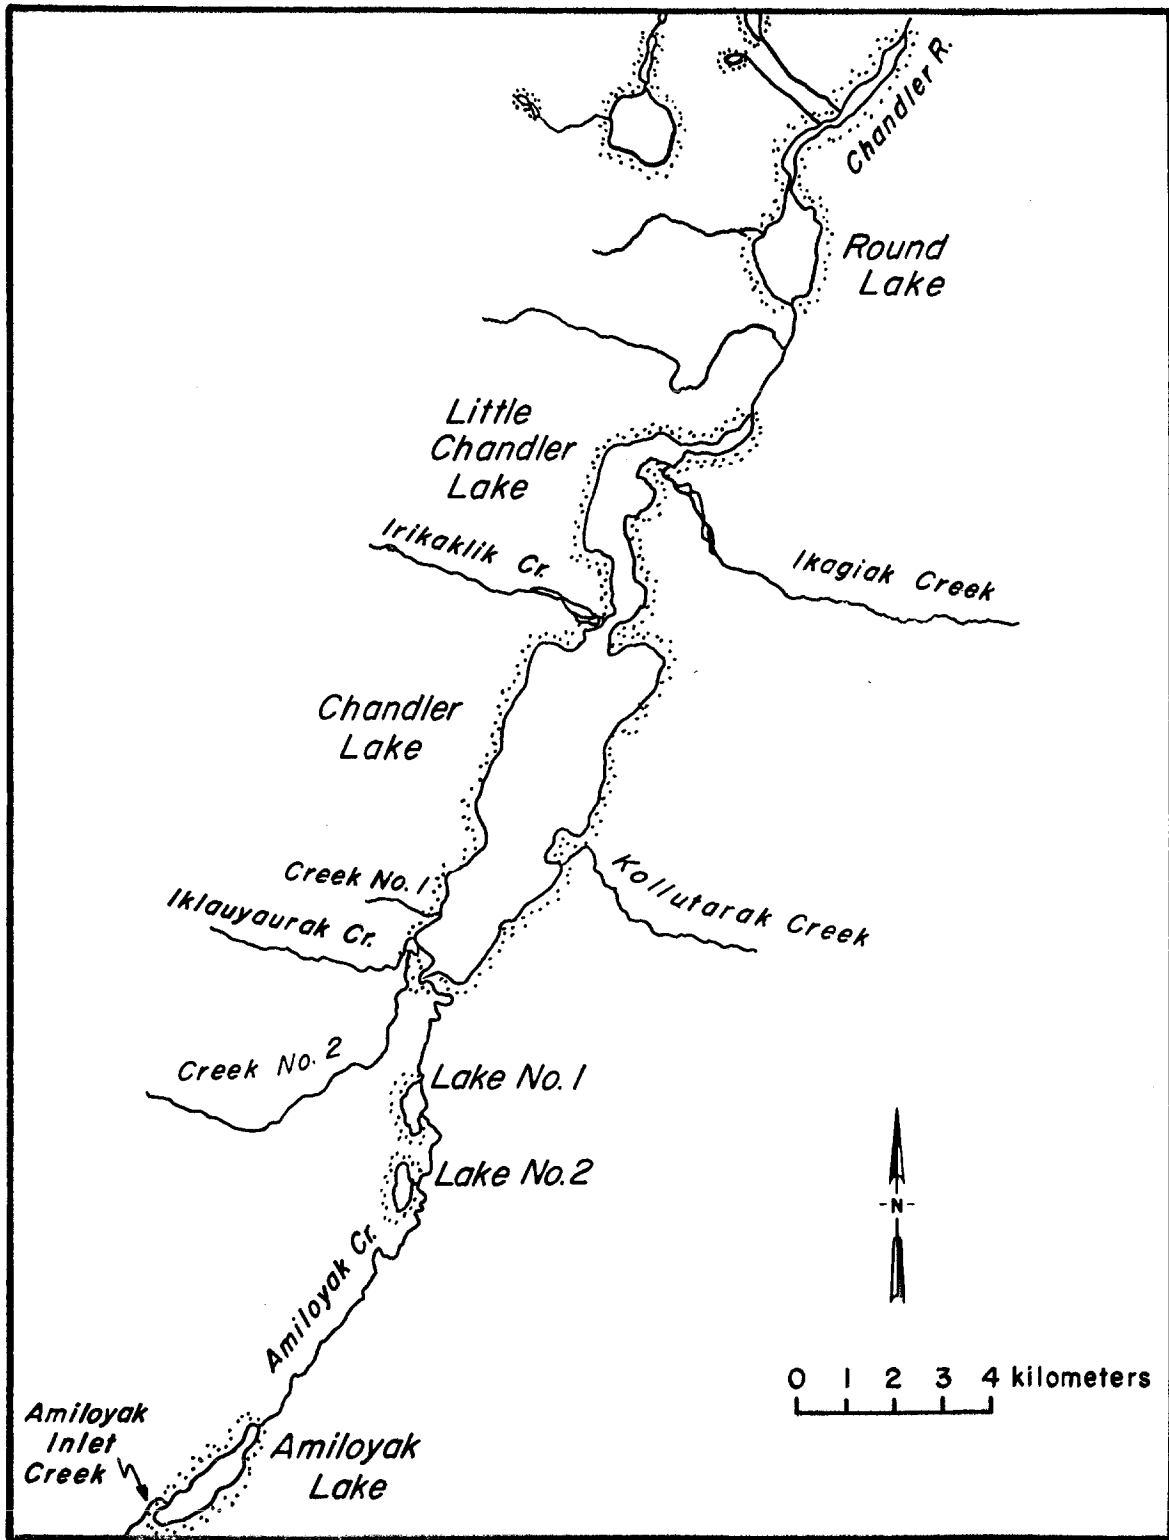 Chandler R.
Round
Lake
Little
Chandler
Lake
Irikaklik Cr.
Ikagiak Creek
Chandler
Lake
Creek No. 1
Iklauyaurak Cr.
Kollutarak Creek
Creek No. 2
Lake No. 1
Lake No. 2
-N-
Amiloyak Cr.
0 1 2 3 4 kilometers
Amiloyak
Inlet
Creek
Amiloyak
Lake